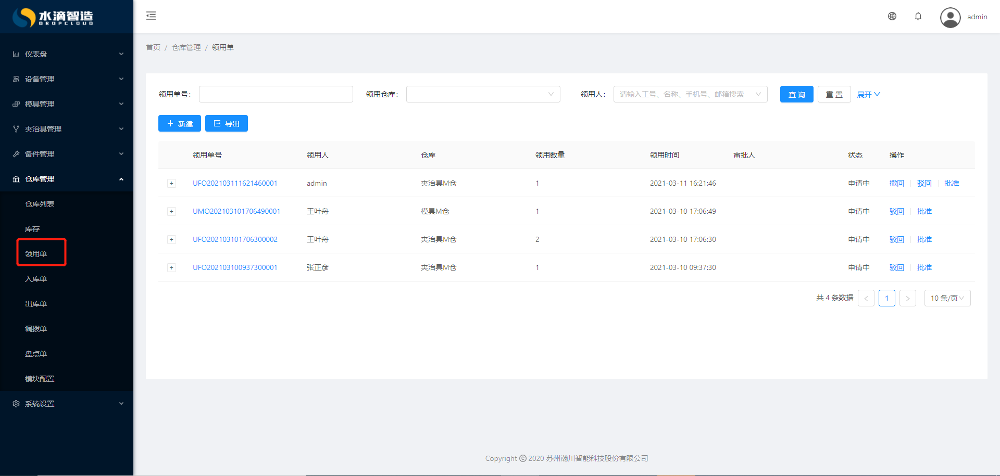 水滴智造
DROPCLOUD
admin
仪表盘
设备管理
模具管理
夹治具管理
备件管理
仓库管理
仓库列表
库存
领用单
入库单
出库单
调拨单
盘点单
模块配置
系统设置
首页 / 仓库管理 / 领用单
领用单号:
领用仓库:
领用人: 请输入工号、名称、手机号、邮箱搜索
查 询 重 置 展开
+ 新建 导出
领用单号 领用人 仓库 领用数量 领用时间 审批人 状态 操作
+ UFO202103111621460001 admin 夹治具M仓 1 2021-03-11 16:21:46 申请中 撤回 驳回 批准
+ UMO202103101706490001 王叶舟 模具M仓 1 2021-03-10 17:06:49 申请中 驳回 批准
+ UFO202103101706300002 王叶舟 夹治具M仓 2 2021-03-10 17:06:30 申请中 驳回 批准
+ UFO202103100937300001 张正彦 夹治具M仓 1 2021-03-10 09:37:30 申请中 驳回 批准
共 4 条数据 < 1 > 10 条/页
Copyright © 2020 苏州瀚川智能科技股份有限公司